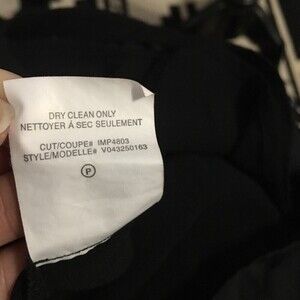 DRY CLEAN ONLY
NETTOYER À SEC SEULEMENT
CUT/COUPE# IMP4803
STYLE/MODELLE# V043250163
P